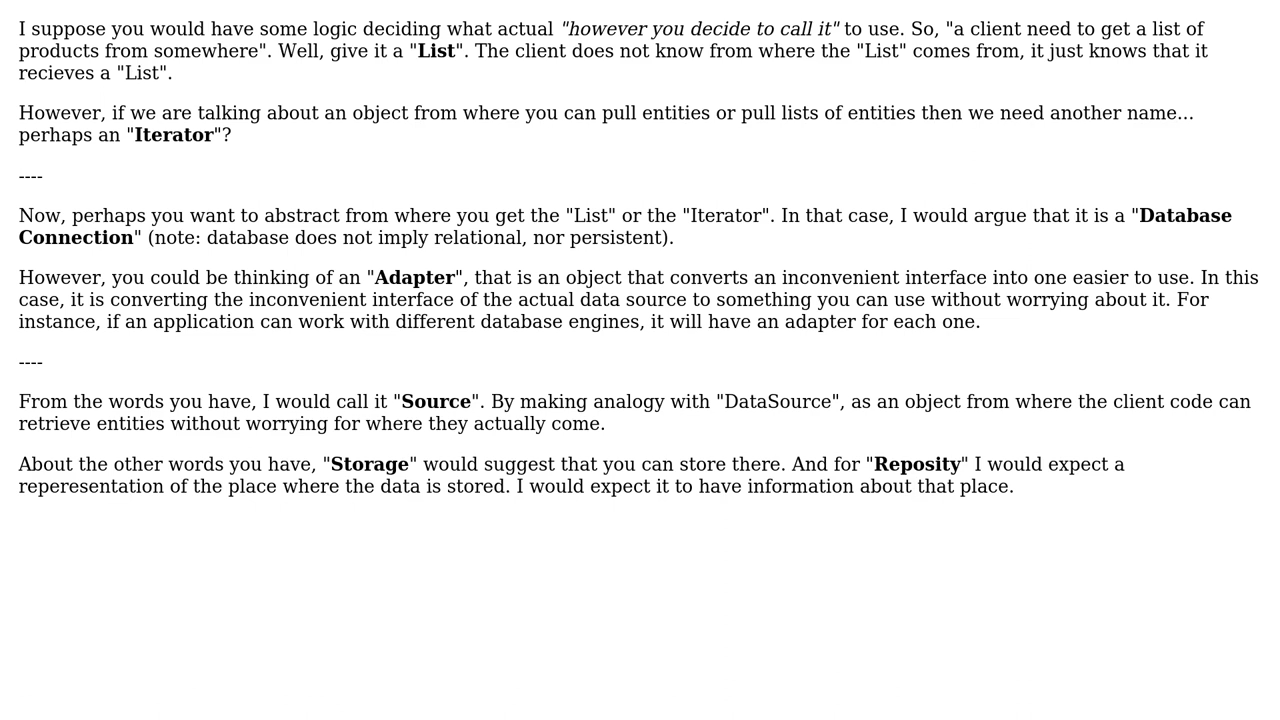 I suppose you would have some logic deciding what actual "however you decide to call it" to use. So, "a client need to get a list of
products from somewhere". Well, give it a "List". The client does not know from where the "List" comes from, it just knows that it
recieves a "List".
However, if we are talking about an object from where you can pull entities or pull lists of entities then we need another name...
perhaps an "Iterator"?
----
Now, perhaps you want to abstract from where you get the "List" or the "Iterator". In that case, I would argue that it is a "Database
Connection" (note: database does not imply relational, nor persistent).
However, you could be thinking of an "Adapter", that is an object that converts an inconvenient interface into one easier to use. In this
case, it is converting the inconvenient interface of the actual data source to something you can use without worrying about it. For
instance, if an application can work with different database engines, it will have an adapter for each one.
----
From the words you have, I would call it "Source". By making analogy with "DataSource", as an object from where the client code can
retrieve entities without worrying for where they actually come.
About the other words you have, "Storage" would suggest that you can store there. And for "Reposity" I would expect a
reperesentation of the place where the data is stored. I would expect it to have information about that place.